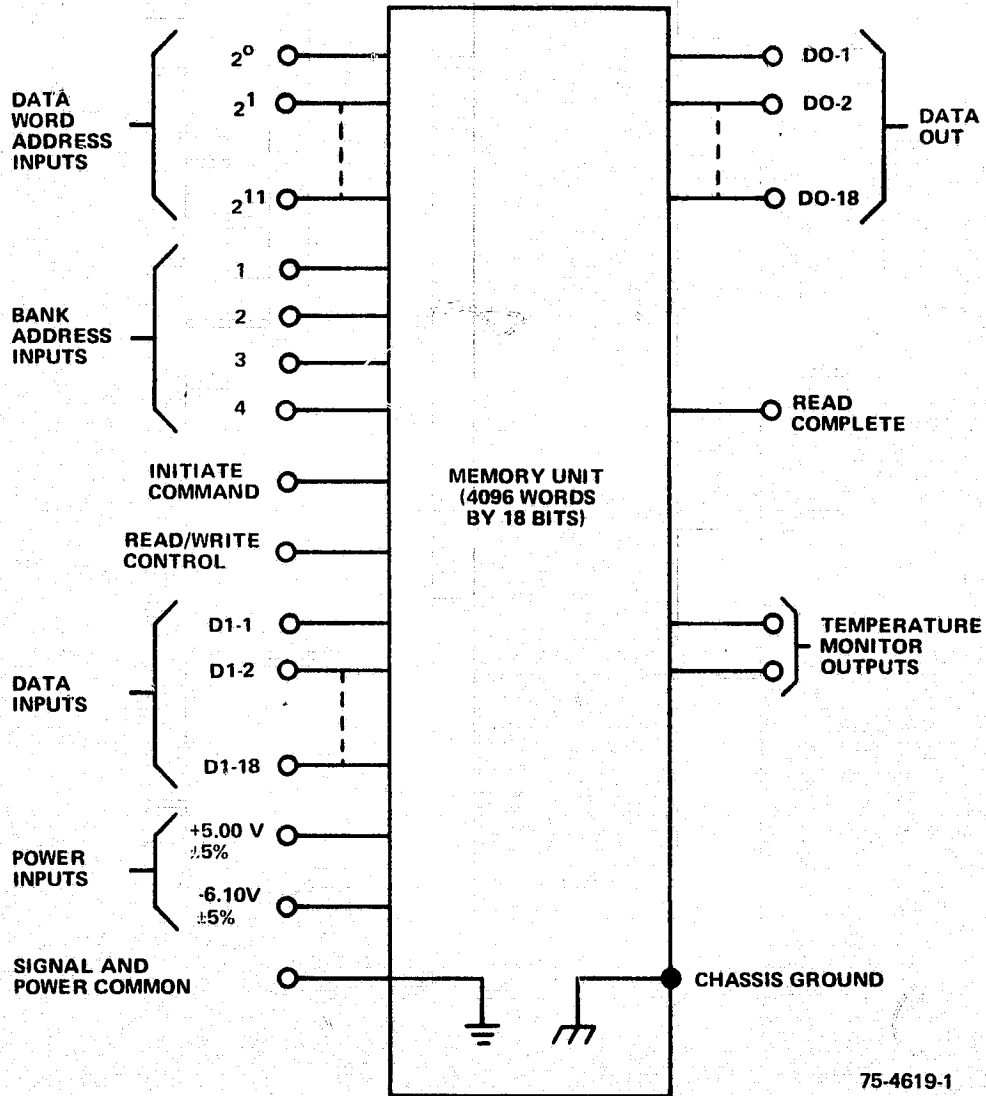 DATA
WORD
ADDRESS
INPUTS
2⁰
2¹
2¹¹
BANK
ADDRESS
INPUTS
1
2
3
4
INITIATE
COMMAND
READ/WRITE
CONTROL
DATA
INPUTS
D1-1
D1-2
D1-18
POWER
INPUTS
+5.00 V
±5%
-6.10V
±5%
SIGNAL AND
POWER COMMON
MEMORY UNIT
(4096 WORDS
BY 18 BITS)
DO-1
DO-2
DO-18
DATA
OUT
READ
COMPLETE
TEMPERATURE
MONITOR
OUTPUTS
CHASSIS GROUND
75-4619-1